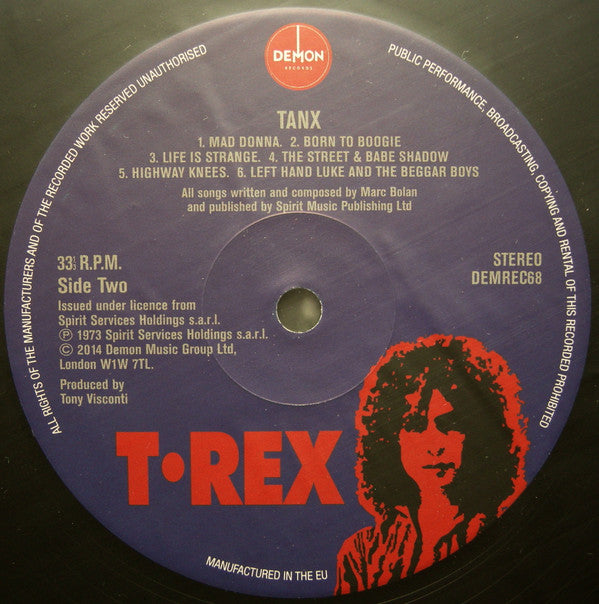 DEMON
RECORDS
ALL RIGHTS OF THE MANUFACTURERS AND OF THE RECORDED WORK RESERVED UNAUTHORISED
PUBLIC PERFORMANCE, BROADCASTING, COPYING AND RENTAL OF THIS RECORDED PROHIBITED
TANX
1. MAD DONNA. 2. BORN TO BOOGIE
3. LIFE IS STRANGE. 4. THE STREET & BABE SHADOW
5. HIGHWAY KNEES. 6. LEFT HAND LUKE AND THE BEGGAR BOYS
All songs written and composed by Marc Bolan
and published by Spirit Music Publishing Ltd
33⅓ R.P.M.
Side Two
Issued under licence from
Spirit Services Holdings s.a.r.l.
℗ 1973 Spirit Services Holdings s.a.r.l.
© 2014 Demon Music Group Ltd,
London W1W 7TL.
Produced by
Tony Visconti
STEREO
DEMREC68
T•REX
MANUFACTURED IN THE EU